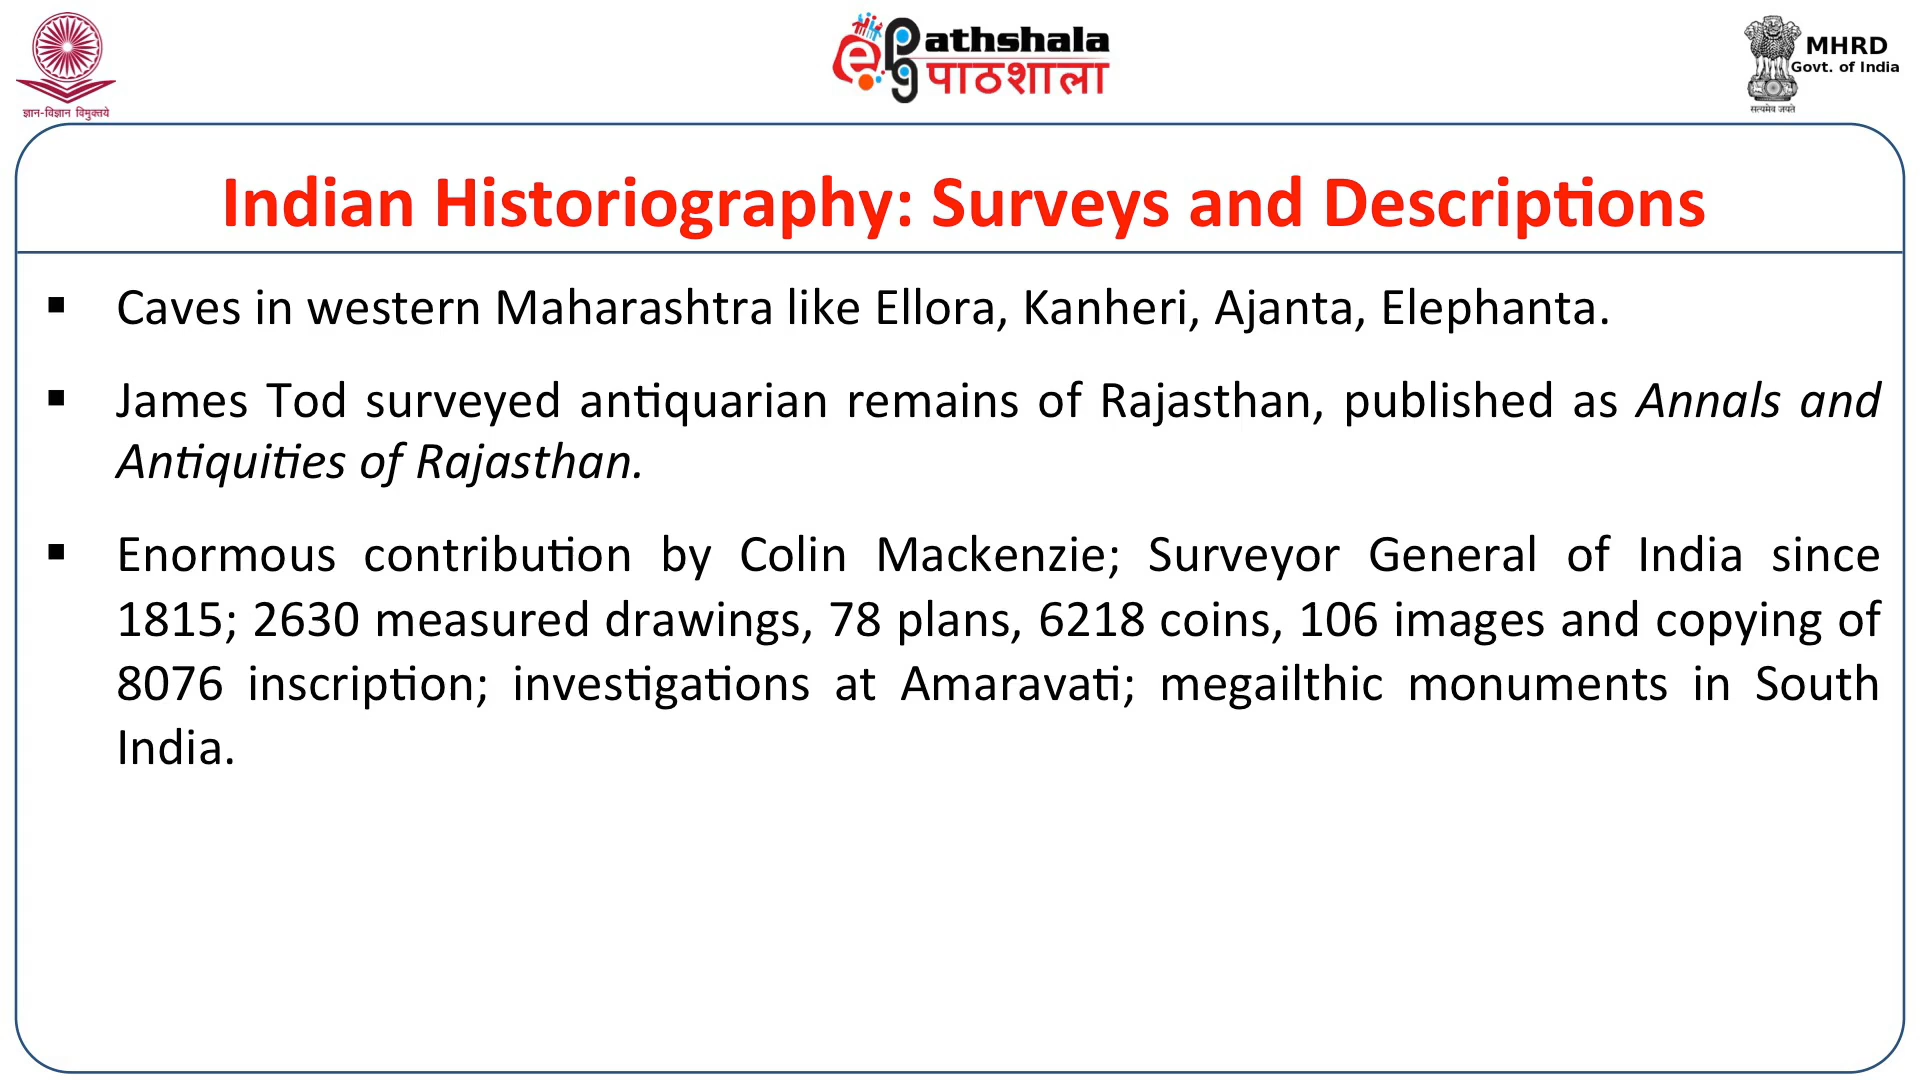 ज्ञान-विज्ञान विमुक्तये
ePG Pathshala
पाठशाला
MHRD
Govt. of India
सत्यमेव जयते
Indian Historiography: Surveys and Descriptions
▪ Caves in western Maharashtra like Ellora, Kanheri, Ajanta, Elephanta.
▪ James Tod surveyed antiquarian remains of Rajasthan, published as Annals and
Antiquities of Rajasthan.
▪ Enormous contribution by Colin Mackenzie; Surveyor General of India since
1815; 2630 measured drawings, 78 plans, 6218 coins, 106 images and copying of
8076 inscription; investigations at Amaravati; megailthic monuments in South
India.